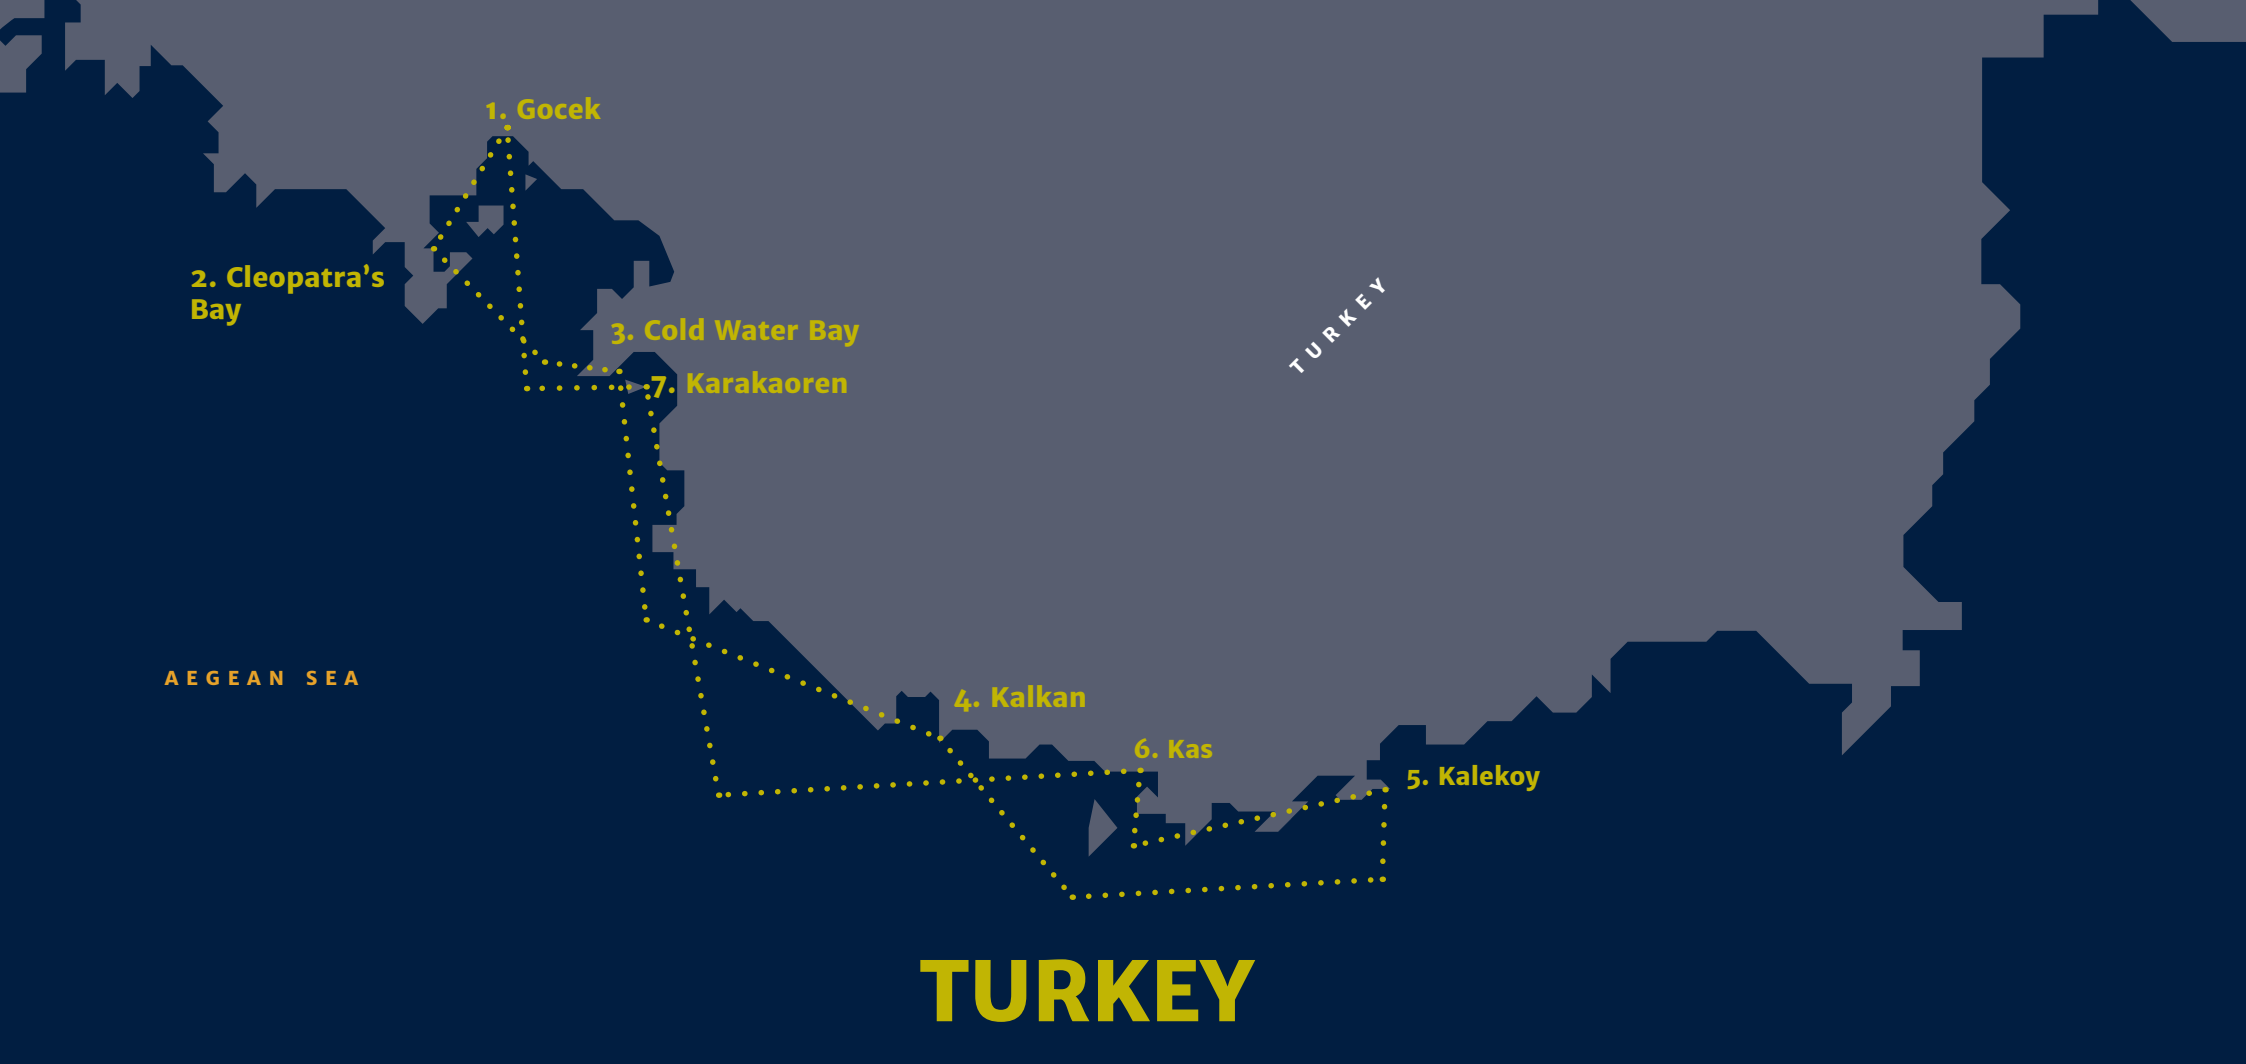 1. Gocek
2. Cleopatra's
Bay
TURKEY
3. Cold Water Bay
7. Karakaoren
AEGEAN SEA
4. Kalkan
6. Kas
5. Kalekoy
TURKEY